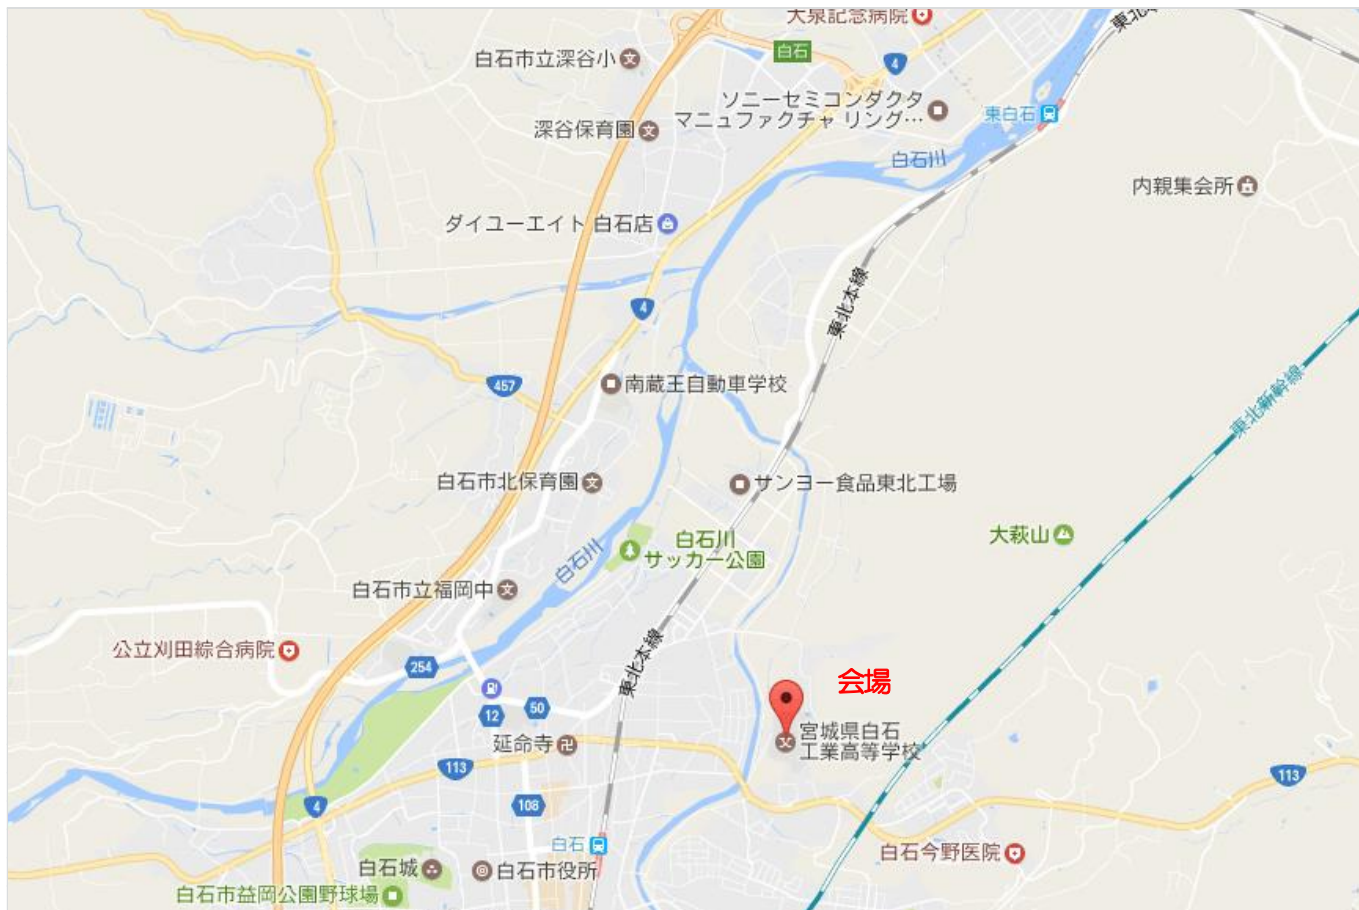 大泉記念病院
東北本
白石市立深谷小
白石
4
ソニーセミコンダクタ
マニュファクチャ リング…
東白石
深谷保育園
白石川
内親集会所
ダイユーエイト 白石店
4
東北本線
457
南蔵王自動車学校
東北新幹線
白石市北保育園
サンヨー食品東北工場
大萩山
白石川
サッカー公園
白石川
白石市立福岡中
公立刈田綜合病院
254
東北本線
会場
12
50
宮城県白石
工業高等学校
延命寺
113
113
4
108
白石
白石今野医院
白石城
白石市役所
白石市益岡公園野球場